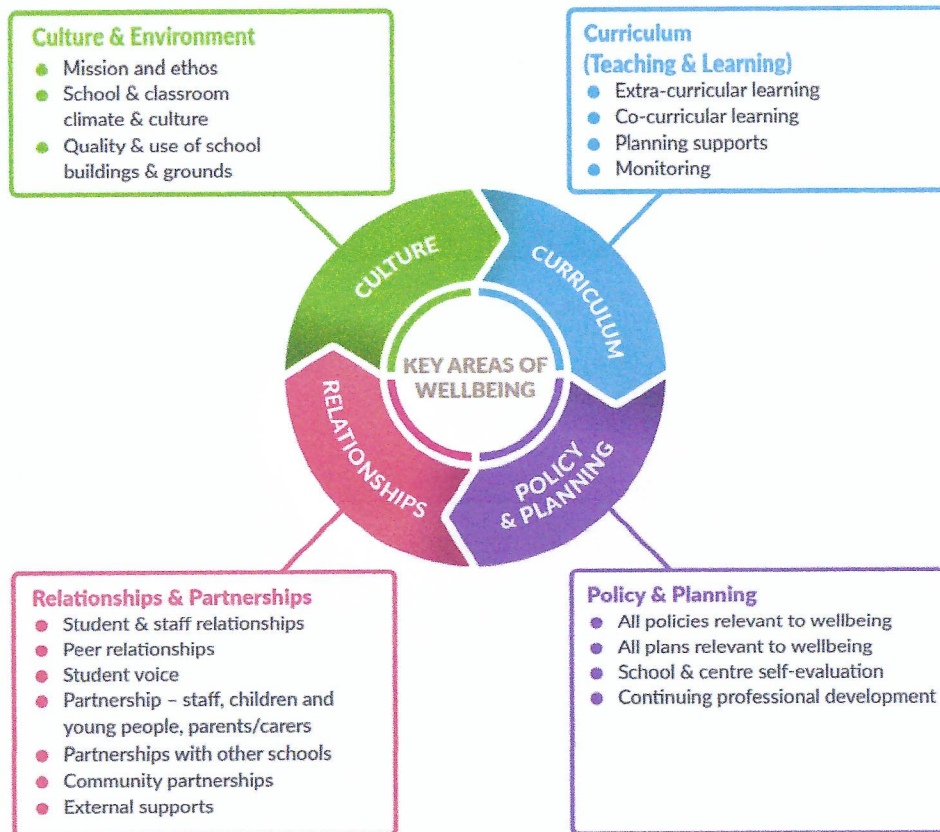 Culture & Environment
Mission and ethos
School & classroom
climate & culture
Quality & use of school
buildings & grounds
Curriculum
(Teaching & Learning)
Extra-curricular learning
Co-curricular learning
Planning supports
Monitoring
CULTURE
CURRICULUM
KEY AREAS OF
WELLBEING
RELATIONSHIPS
POLICY
& PLANNING
Relationships & Partnerships
Student & staff relationships
Peer relationships
Student voice
Partnership – staff, children and
young people, parents/carers
Partnerships with other schools
Community partnerships
External supports
Policy & Planning
All policies relevant to wellbeing
All plans relevant to wellbeing
School & centre self-evaluation
Continuing professional development